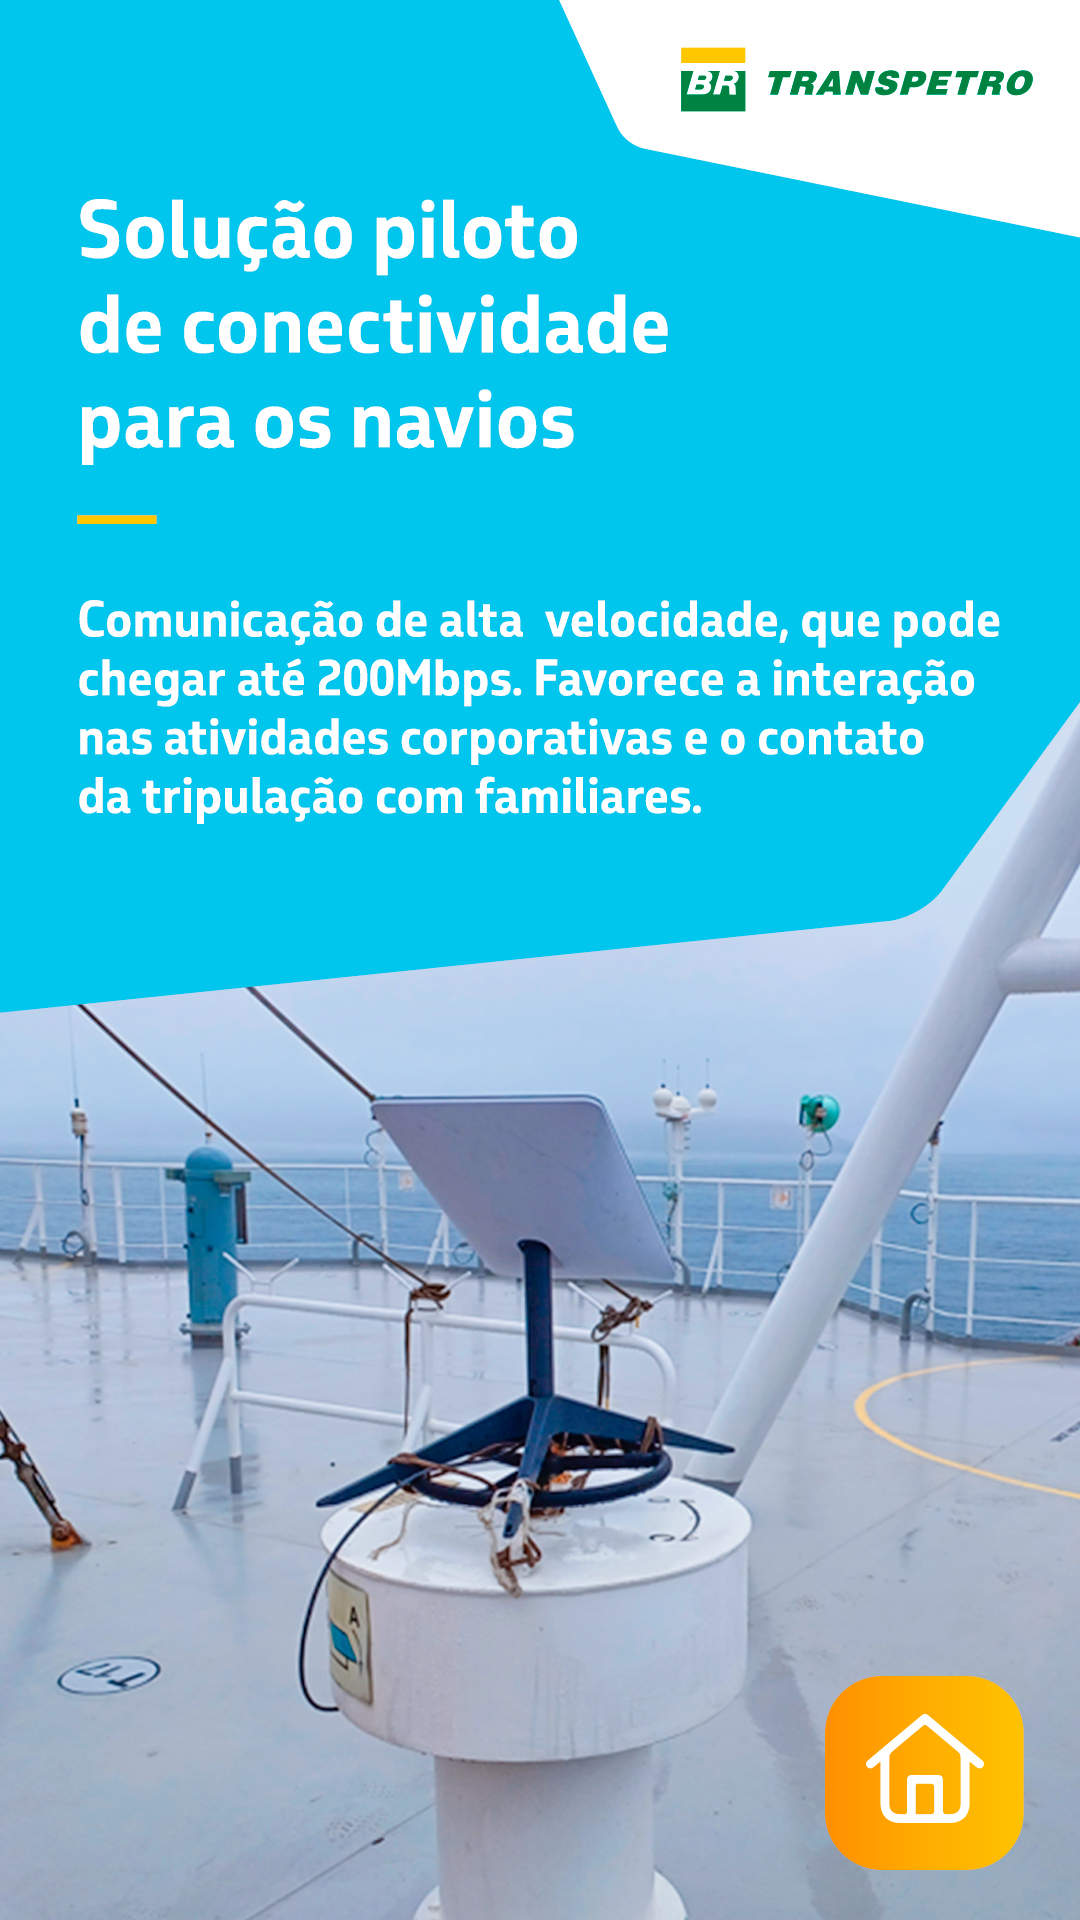 BR TRANSPETRO
Solução piloto
de conectividade
para os navios
Comunicação de alta  velocidade, que pode
chegar até 200Mbps. Favorece a interação
nas atividades corporativas e o contato
da tripulação com familiares.
A
T17